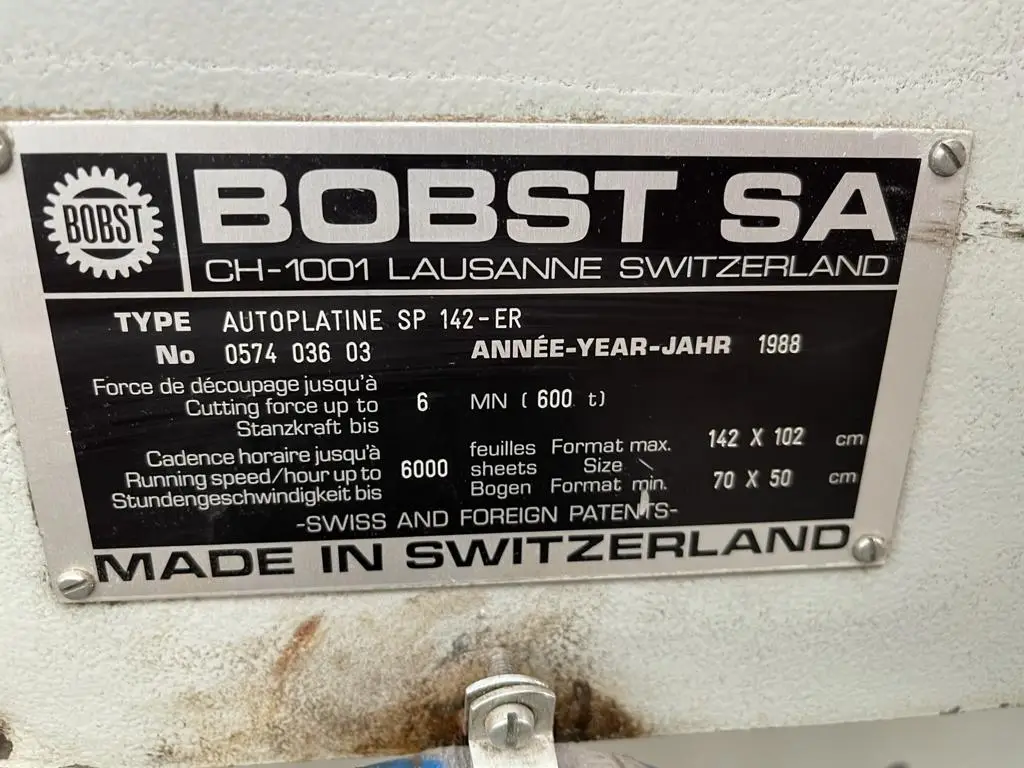 BOBST
BOBST SA
CH-1001 LAUSANNE SWITZERLAND
TYPE AUTOPLATINE SP 142-ER
No 0574 036 03 ANNÉE-YEAR-JAHR 1988
Force de découpage jusqu'à
Cutting force up to 6 MN ( 600 t)
Stanzkraft bis
Cadence horaire jusqu'à feuilles Format max. 142 X 102 cm
Running speed/hour up to 6000 sheets Size
Stundengeschwindigkeit bis Bogen Format min. 70 X 50 cm
-SWISS AND FOREIGN PATENTS-
MADE IN SWITZERLAND